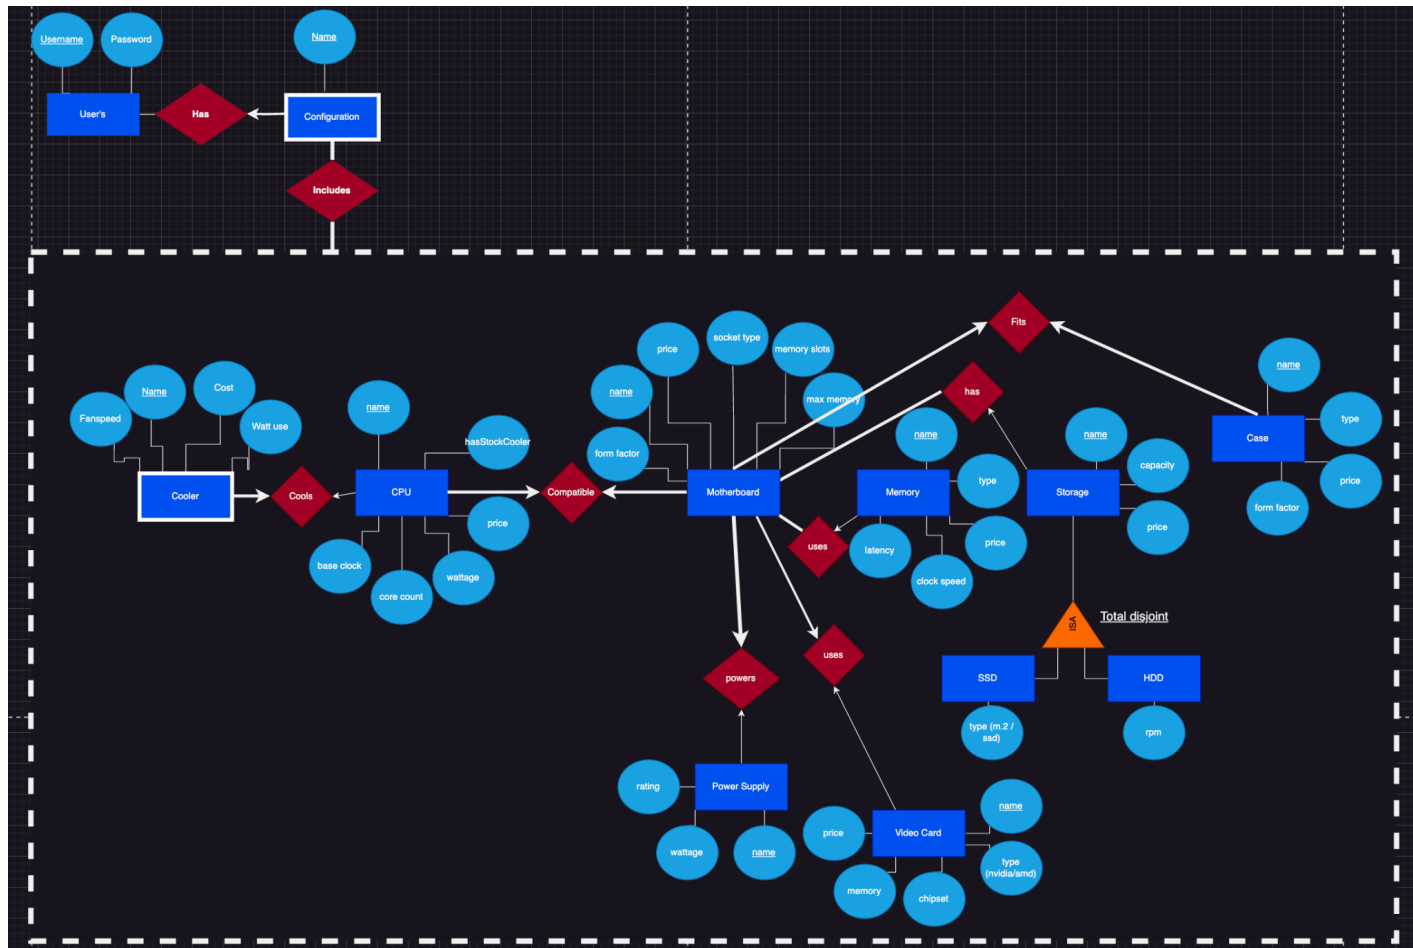 Username
Password
Name
User's
Has
Configuration
Includes
Fits
socket type
price
memory slots
name
has
max memory
name
Cost
Name
Fanspeed
Watt use
name
type
Case
name
name
capacity
hasStockCooler
form factor
type
price
Cooler
Cools
CPU
Compatible
Motherboard
Memory
Storage
form factor
price
price
uses
latency
price
base clock
clock speed
wattage
core count
ISA
Total disjoint
uses
powers
SSD
HDD
type (m.2 /
ssd)
rpm
rating
Power Supply
name
price
Video Card
wattage
name
type
(nvidia/amd)
memory
chipset